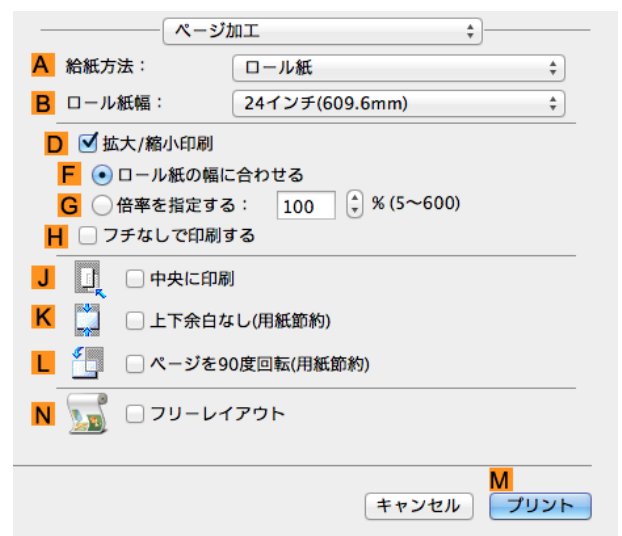 ページ加工
A 給紙方法： ロール紙
B ロール紙幅： 24インチ(609.6mm)
D 拡大/縮小印刷
F ロール紙の幅に合わせる
G 倍率を指定する： 100 % (5〜600)
H フチなしで印刷する
J 中央に印刷
K 上下余白なし(用紙節約)
L ページを90度回転(用紙節約)
N フリーレイアウト
M
キャンセル プリント